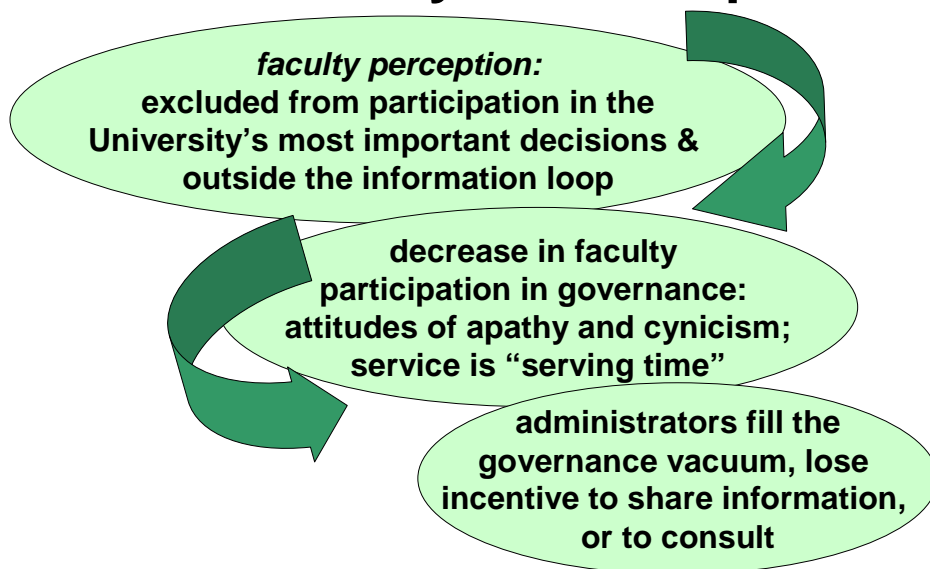 faculty perception:
excluded from participation in the
University's most important decisions &
outside the information loop
decrease in faculty
participation in governance:
attitudes of apathy and cynicism;
service is “serving time”
administrators fill the
governance vacuum, lose
incentive to share information,
or to consult